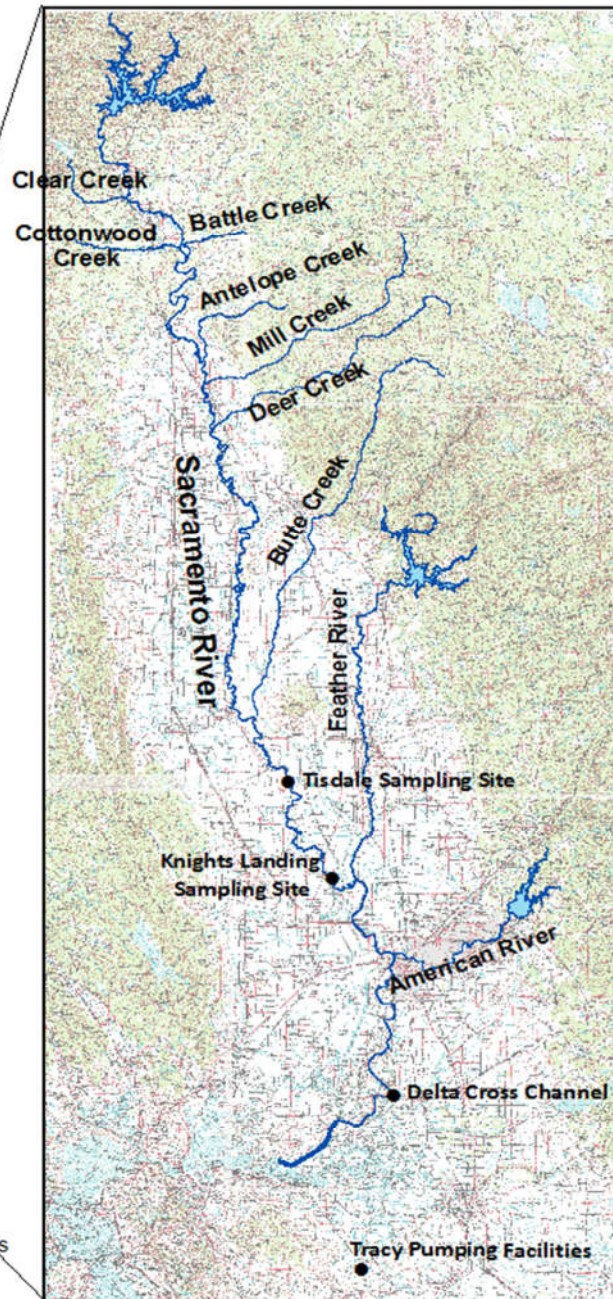 Clear Creek
Battle Creek
Cottonwood
Creek
Antelope Creek
Mill Creek
Deer Creek
Sacramento River
Butte Creek
Feather River
Tisdale Sampling Site
Knights Landing
Sampling Site
American River
Delta Cross Channel
Tracy Pumping Facilities
s